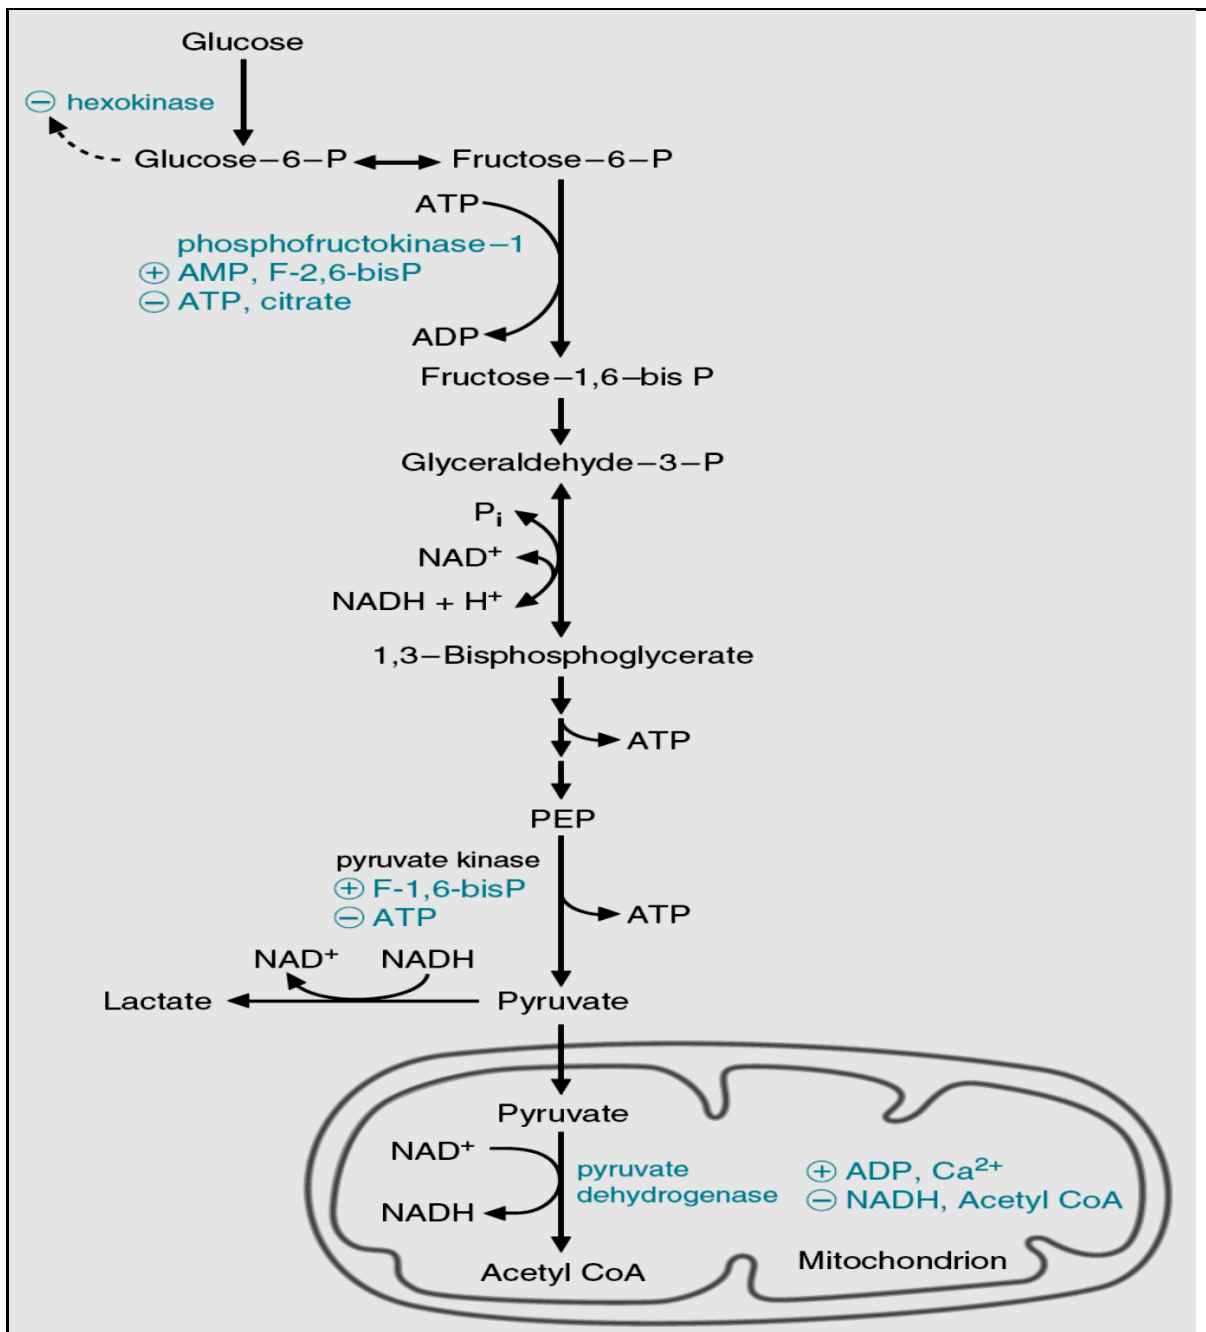 Glucose
⊖ hexokinase
Glucose–6–P
Fructose–6–P
ATP
phosphofructokinase–1
⊕ AMP, F-2,6-bisP
⊖ ATP, citrate
ADP
Fructose–1,6–bis P
Glyceraldehyde–3–P
Pi
NAD⁺
NADH + H⁺
1,3–Bisphosphoglycerate
ATP
PEP
pyruvate kinase
⊕ F-1,6-bisP
⊖ ATP
ATP
NAD⁺ NADH
Lactate
Pyruvate
Pyruvate
NAD⁺
pyruvate
dehydrogenase
⊕ ADP, Ca²⁺
⊖ NADH, Acetyl CoA
NADH
Mitochondrion
Acetyl CoA